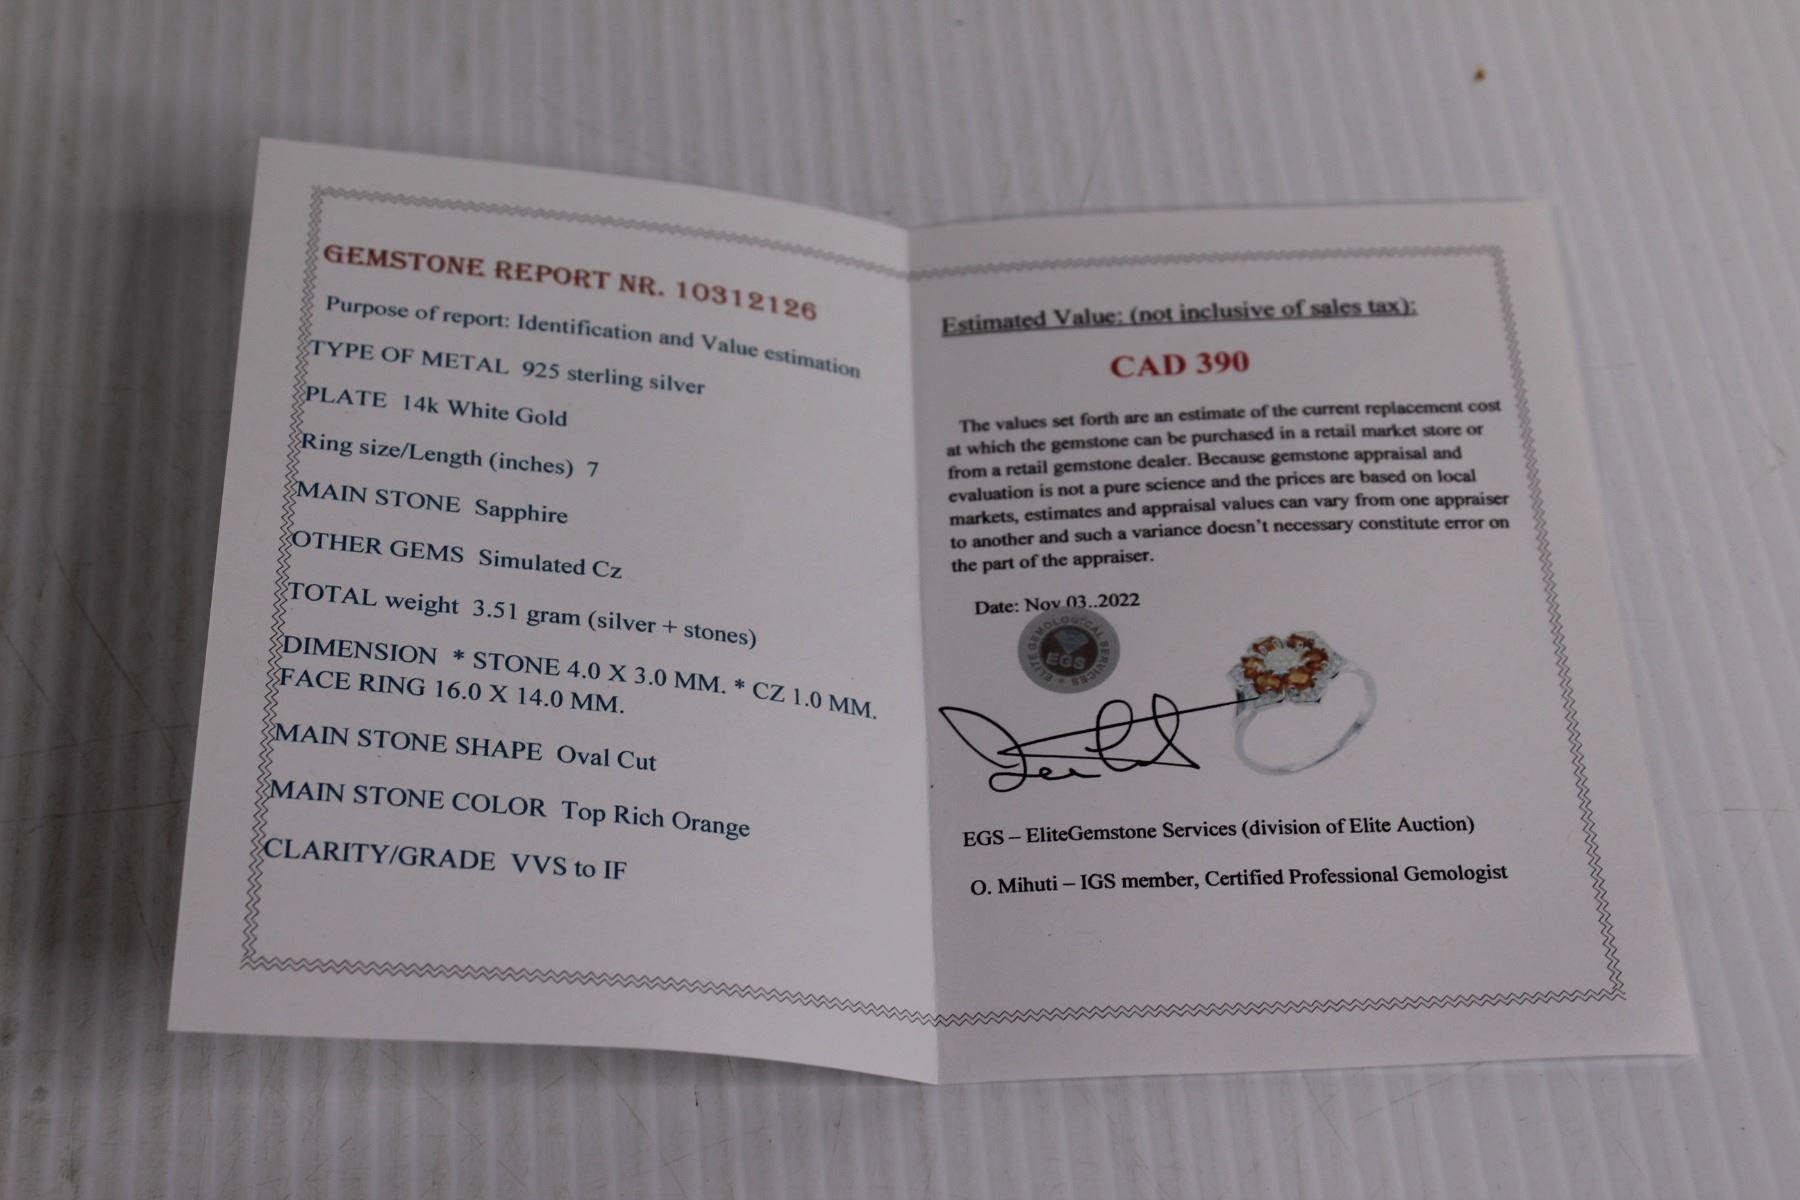 GEMSTONE REPORT NR. 10312126
Purpose of report: Identification and Value estimation
TYPE OF METAL 925 sterling silver
PLATE 14k White Gold
Ring size/Length (inches) 7
MAIN STONE Sapphire
OTHER GEMS Simulated Cz
TOTAL weight 3.51 gram (silver + stones)
DIMENSION * STONE 4.0 X 3.0 MM. * CZ 1.0 MM.
FACE RING 16.0 X 14.0 MM.
MAIN STONE SHAPE Oval Cut
MAIN STONE COLOR Top Rich Orange
CLARITY/GRADE VVS to IF
Estimated Value: (not inclusive of sales tax):
CAD 390
The values set forth are an estimate of the current replacement cost
at which the gemstone can be purchased in a retail market store or
from a retail gemstone dealer. Because gemstone appraisal and
evaluation is not a pure science and the prices are based on local
markets, estimates and appraisal values can vary from one appraiser
to another and such a variance doesn't necessary constitute error on
the part of the appraiser.
Date: Nov 03..2022
ELITE GEMOLOGICAL SERVICES
EGS
EGS – EliteGemstone Services (division of Elite Auction)
O. Mihuti – IGS member, Certified Professional Gemologist